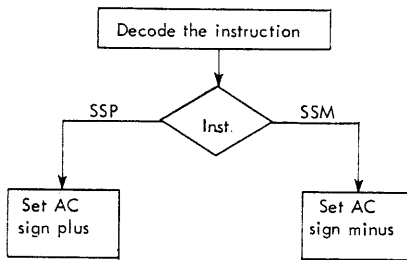 Decode the instruction
SSP
SSM
Inst.
Set AC
sign plus
Set AC
sign minus